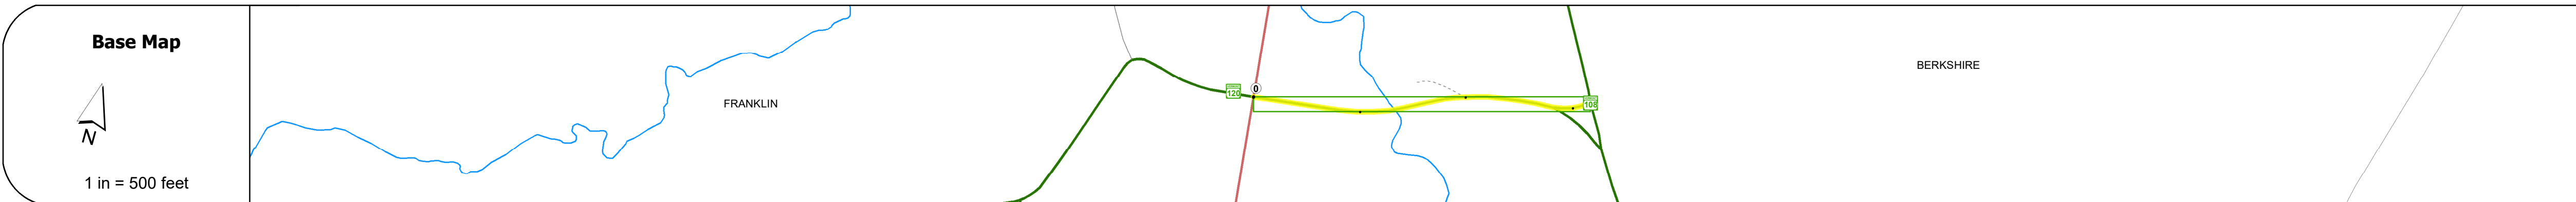 Base Map
N
1 in = 500 feet
FRANKLIN
120
0
108
BERKSHIRE